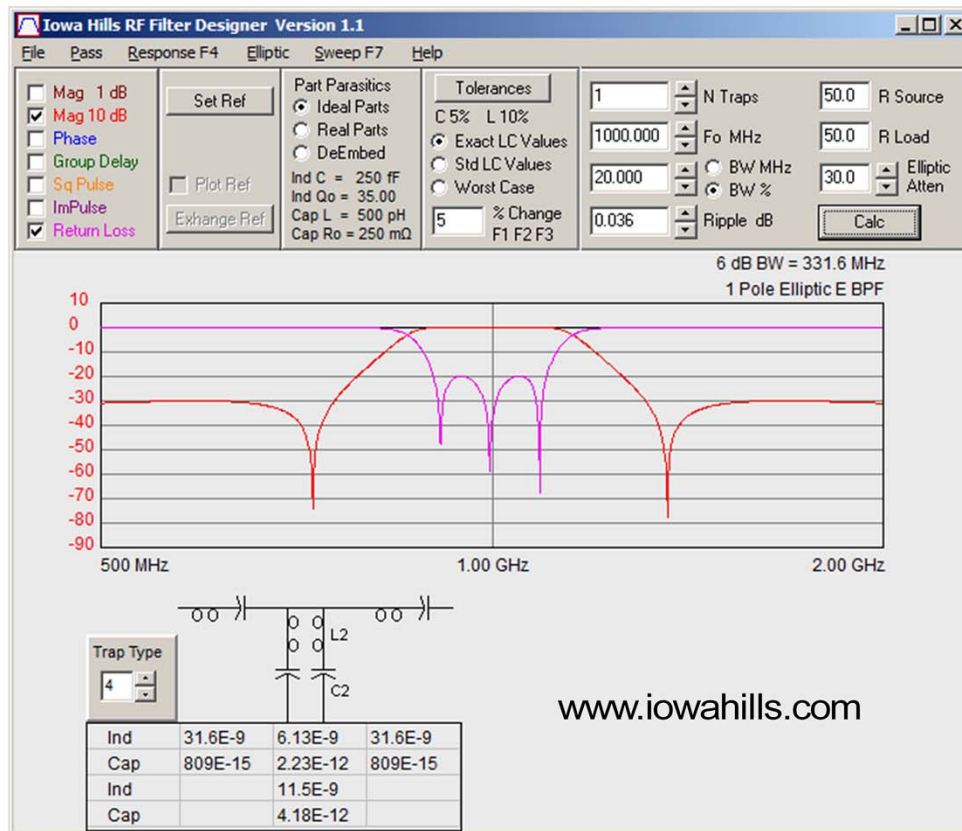 Iowa Hills RF Filter Designer Version 1.1
File Pass Response F4 Elliptic Sweep F7 Help
Mag 1 dB
Mag 10 dB
Phase
Group Delay
Sq Pulse
ImPulse
Return Loss
Set Ref
Plot Ref
Exhange Ref
Part Parasitics
Ideal Parts
Real Parts
DeEmbed
Ind C = 250 fF
Ind Qo = 35.00
Cap L = 500 pH
Cap Ro = 250 mΩ
Tolerances
C 5% L 10%
Exact LC Values
Std LC Values
Worst Case
5 % Change
F1 F2 F3
1 N Traps
1000.000 Fo MHz
20.000 BW MHz
BW %
0.036 Ripple dB
50.0 R Source
50.0 R Load
30.0 Elliptic
Atten
Calc
6 dB BW = 331.6 MHz
1 Pole Elliptic E BPF
10
0
-10
-20
-30
-40
-50
-60
-70
-80
-90
500 MHz 1.00 GHz 2.00 GHz
L2
C2
Trap Type
4
www.iowahills.com
Ind 31.6E-9 6.13E-9 31.6E-9
Cap 809E-15 2.23E-12 809E-15
Ind 11.5E-9
Cap 4.18E-12